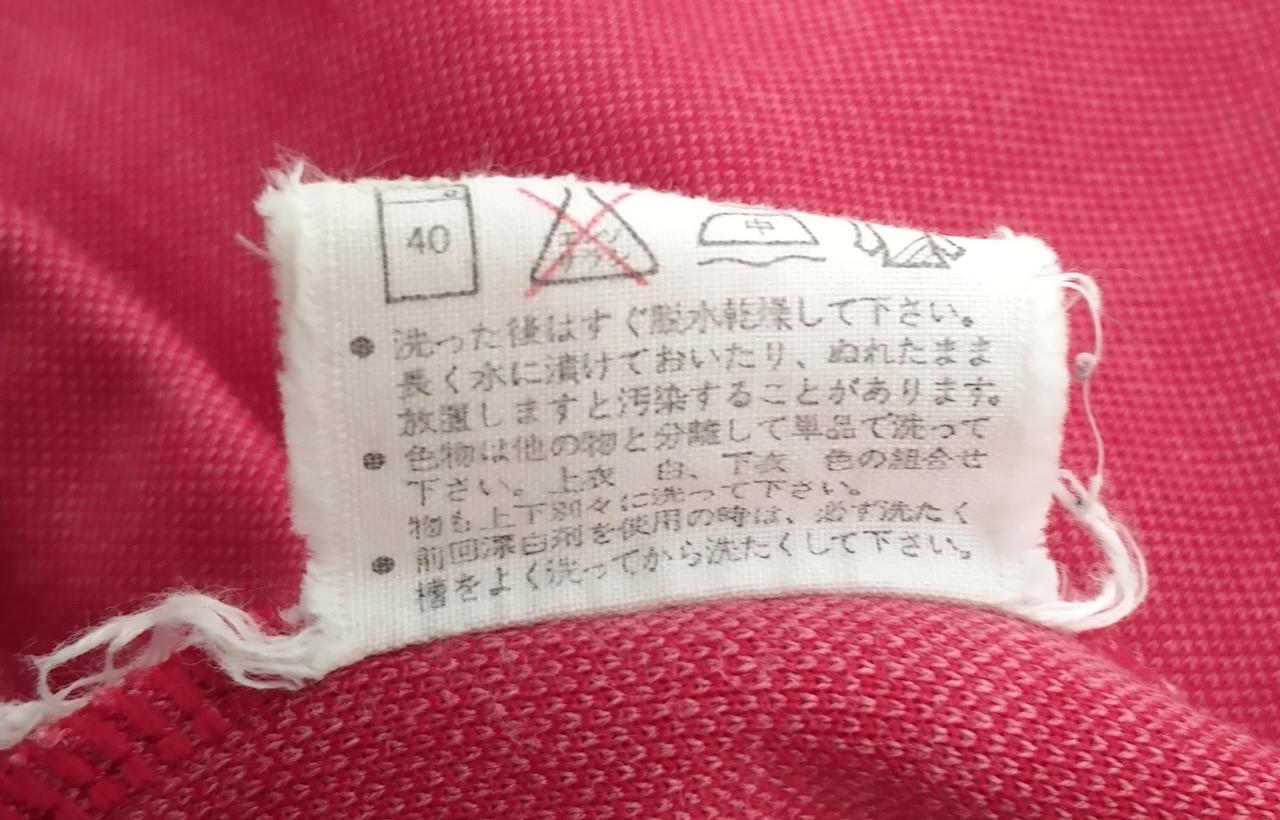 40
エンソ
サラシ
中
● 洗った後はすぐ脱水乾燥して下さい。
長く水に漬けておいたり、ぬれたまま
放置しますと汚染することがあります。
● 色物は他の物と分離して単品で洗って
下さい。上衣 白、下衣 色の組合せ
物も上下別々に洗って下さい。
● 前回漂白剤を使用の時は、必ず洗たく
槽をよく洗ってから洗たくして下さい。